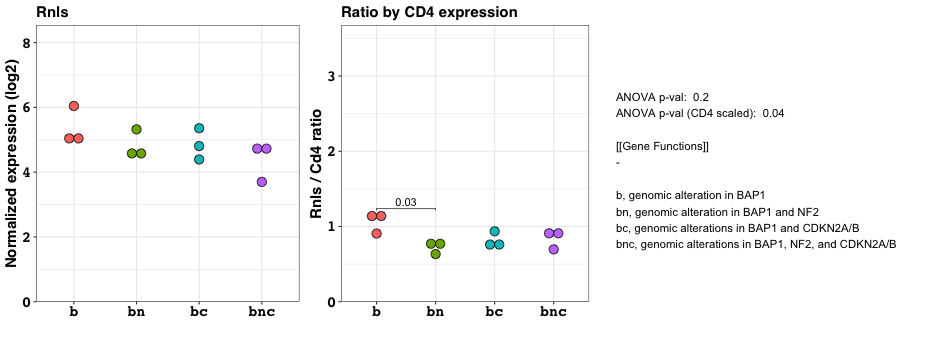 Rnls
Normalized expression (log2)
8
6
4
2
0
b bn bc bnc
Ratio by CD4 expression
Rnls / Cd4 ratio
3
2
1
0
0.03
b bn bc bnc
ANOVA p-val: 0.2
ANOVA p-val (CD4 scaled): 0.04
[[Gene Functions]]
-
b, genomic alteration in BAP1
bn, genomic alteration in BAP1 and NF2
bc, genomic alterations in BAP1 and CDKN2A/B
bnc, genomic alterations in BAP1, NF2, and CDKN2A/B